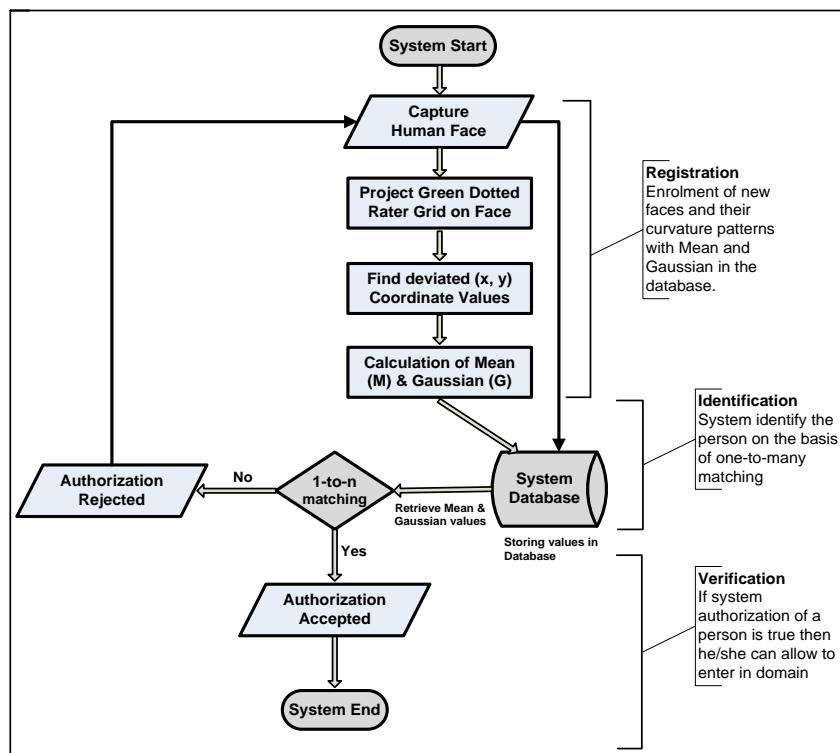 System Start
Capture
Human Face
Project Green Dotted
Rater Grid on Face
Find deviated (x, y)
Coordinate Values
Calculation of Mean
(M) & Gaussian (G)
Registration
Enrolment of new
faces and their
curvature patterns
with Mean and
Gaussian in the
database.
Identification
System identify the
person on the basis
of one-to-many
matching
System
Database
Storing values in
Database
Retrieve Mean &
Gaussian values
1-to-n
matching
No
Authorization
Rejected
Yes
Authorization
Accepted
System End
Verification
If system
authorization of a
person is true then
he/she can allow to
enter in domain